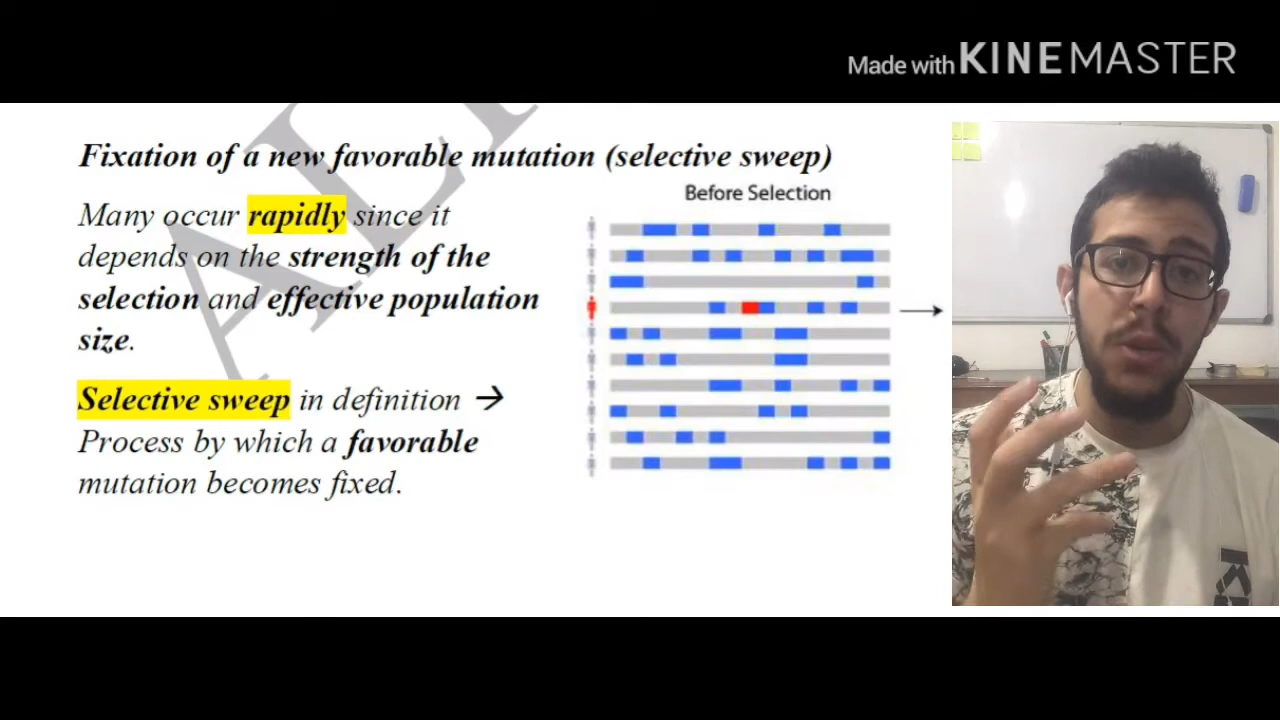 Made with KINEMASTER
Fixation of a new favorable mutation (selective sweep)
Before Selection
Many occur rapidly since it
depends on the strength of the
selection and effective population
size.
Selective sweep in definition →
Process by which a favorable
mutation becomes fixed.